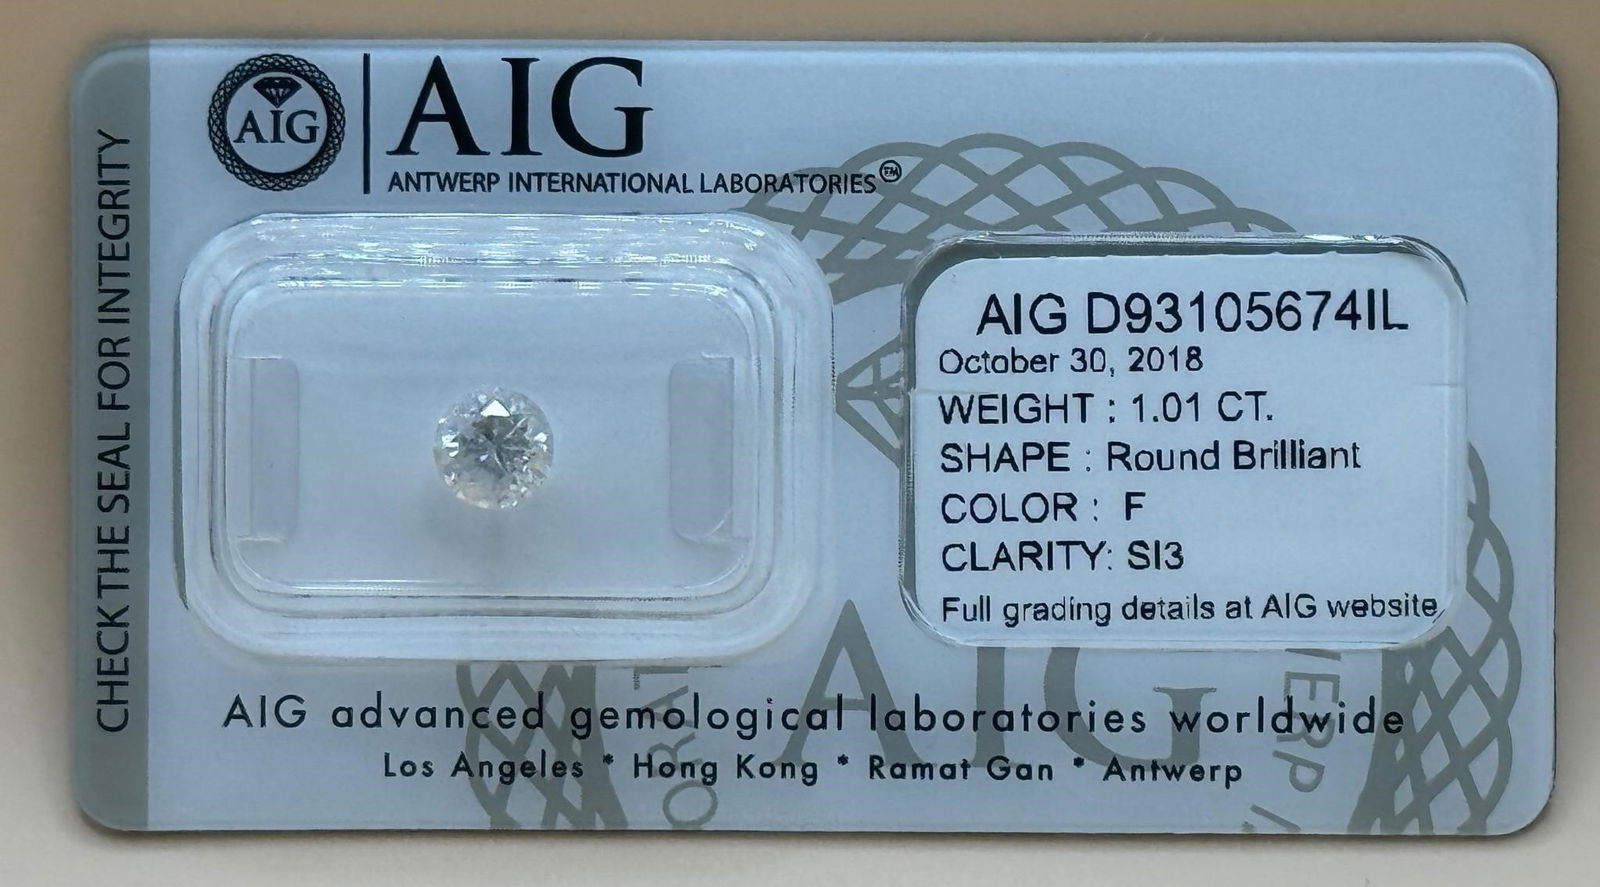 CHECK THE SEAL FOR INTEGRITY
AIG
AIG
ANTWERP INTERNATIONAL LABORATORIES™
AIG D93105674IL
October 30, 2018
WEIGHT : 1.01 CT.
SHAPE : Round Brilliant
COLOR : F
CLARITY: SI3
Full grading details at AIG website
AIG
AIG advanced gemological laboratories worldwide
Los Angeles * Hong Kong * Ramat Gan * Antwerp